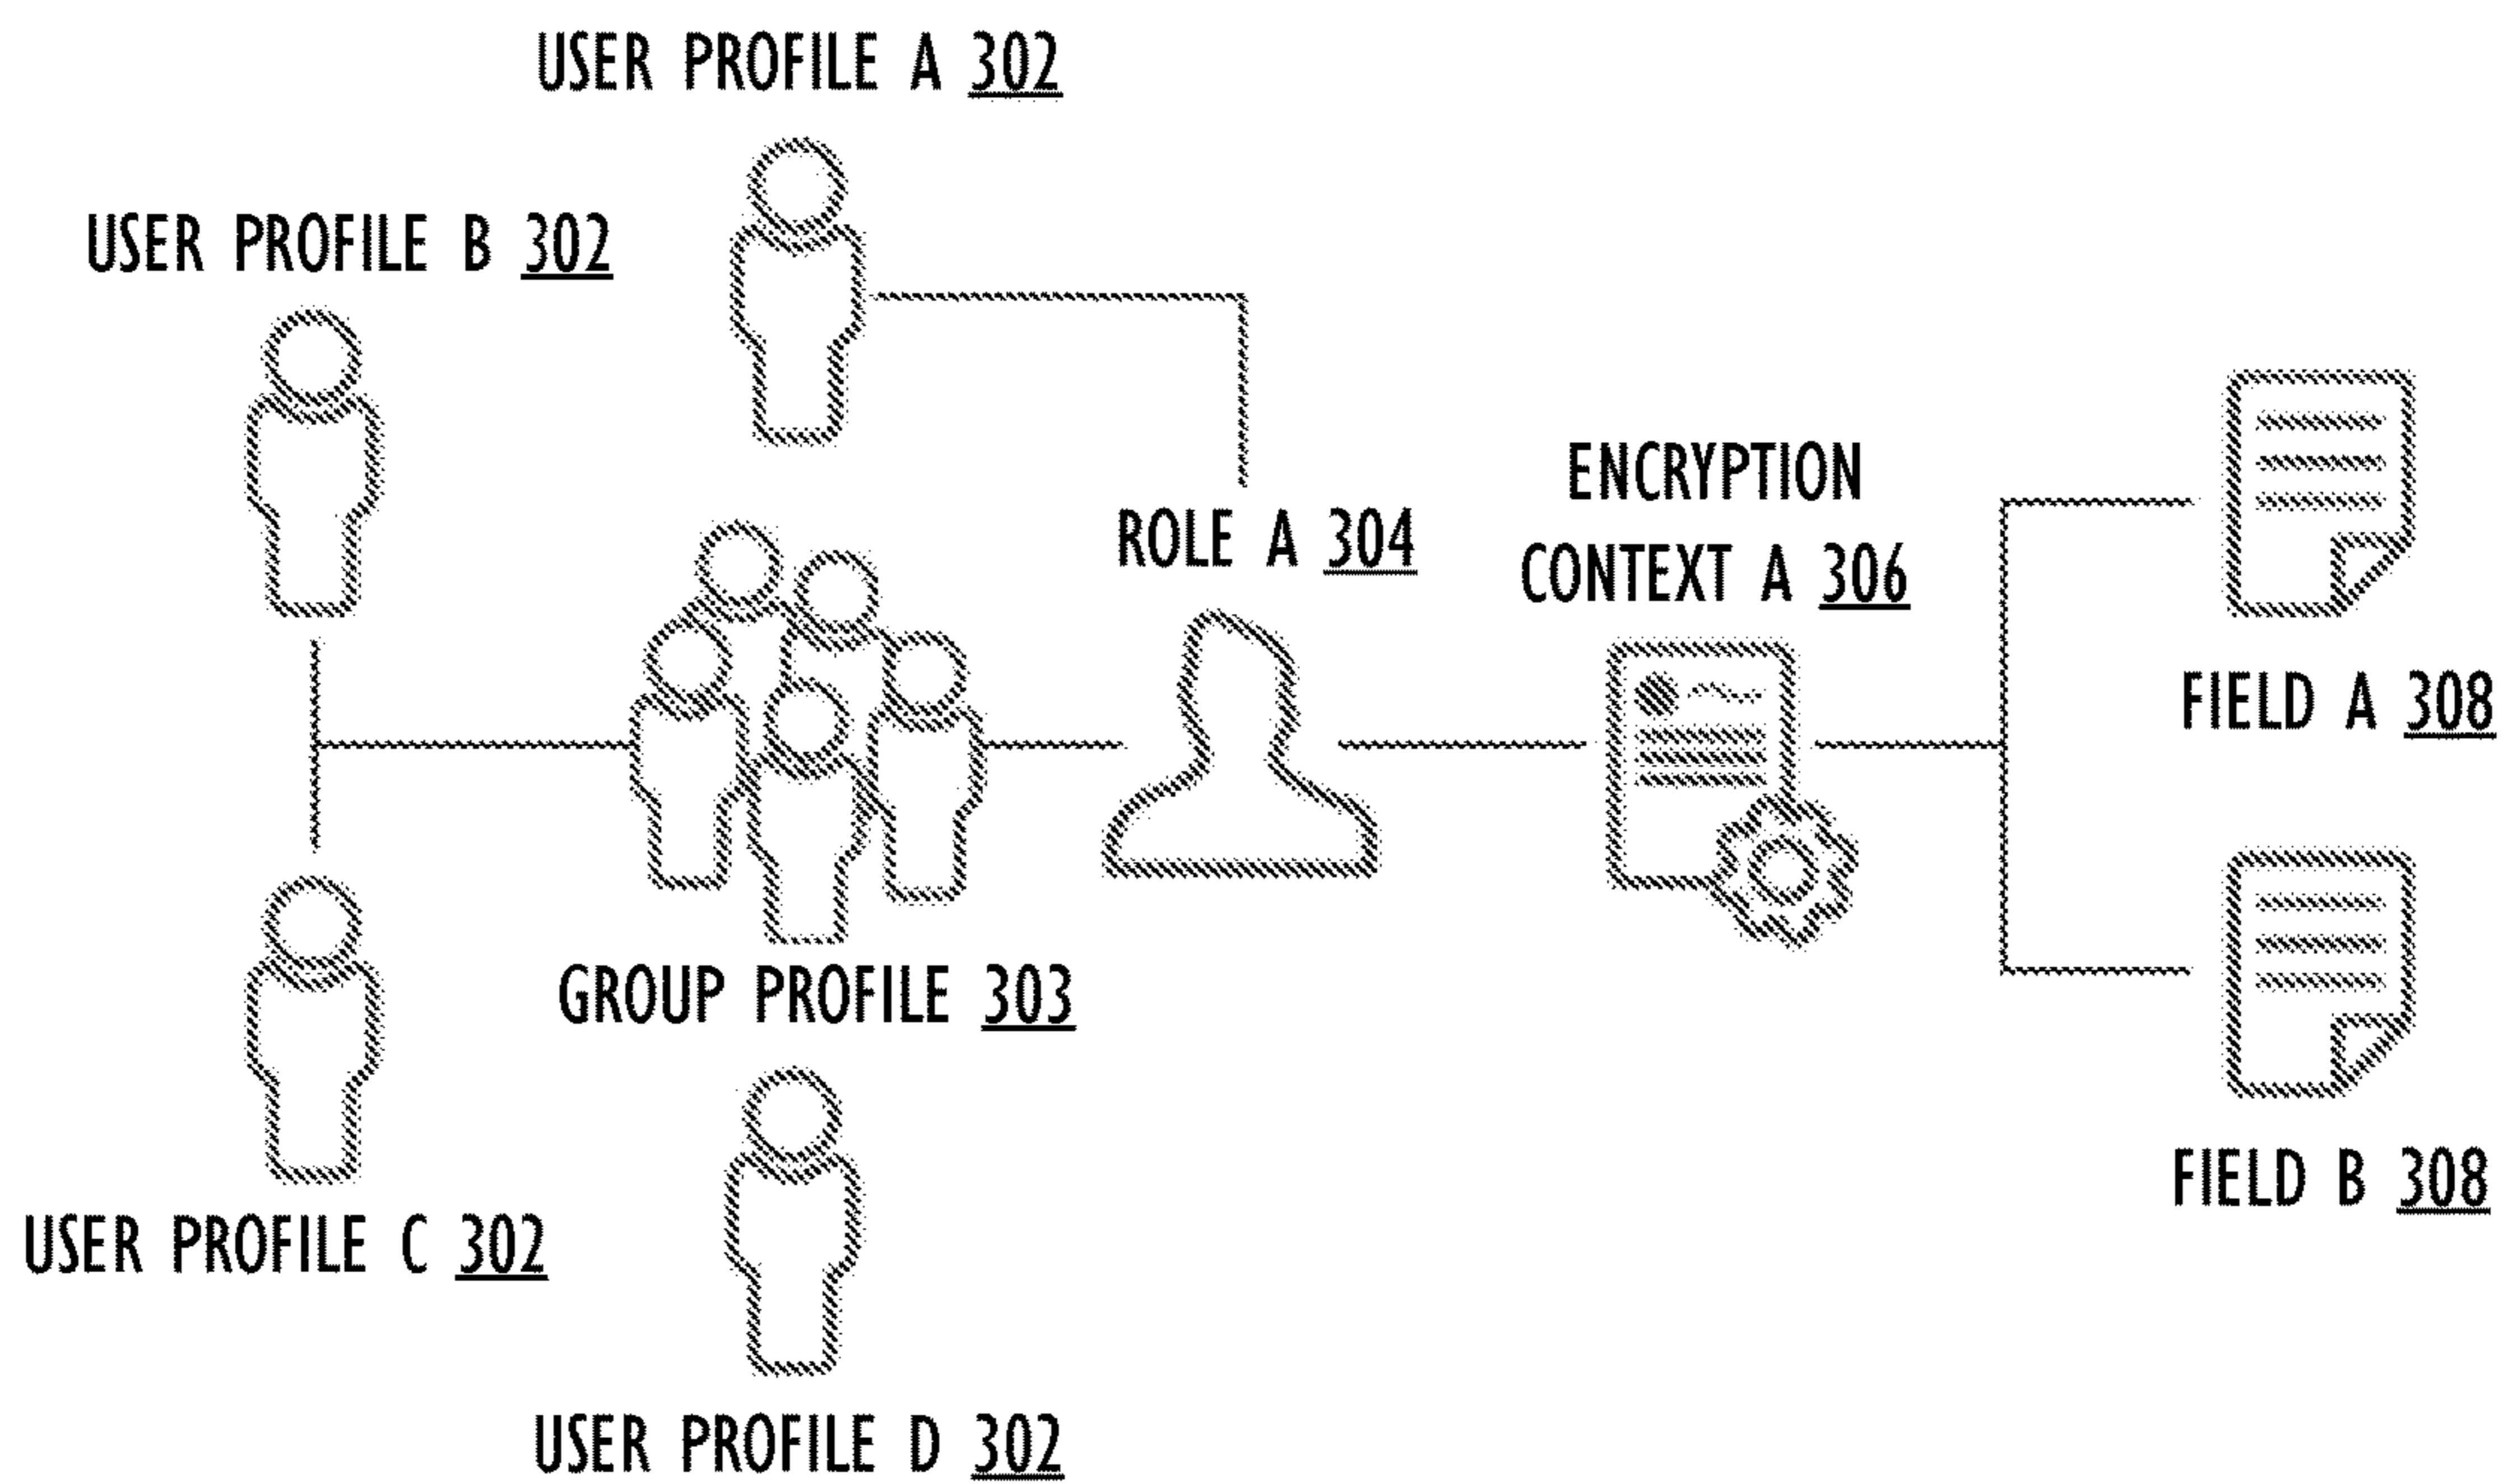 USER PROFILE A 302
USER PROFILE B 302
ROLE A 304
ENCRYPTION
CONTEXT A 306
FIELD A 308
GROUP PROFILE 303
FIELD B 308
USER PROFILE C 302
USER PROFILE D 302